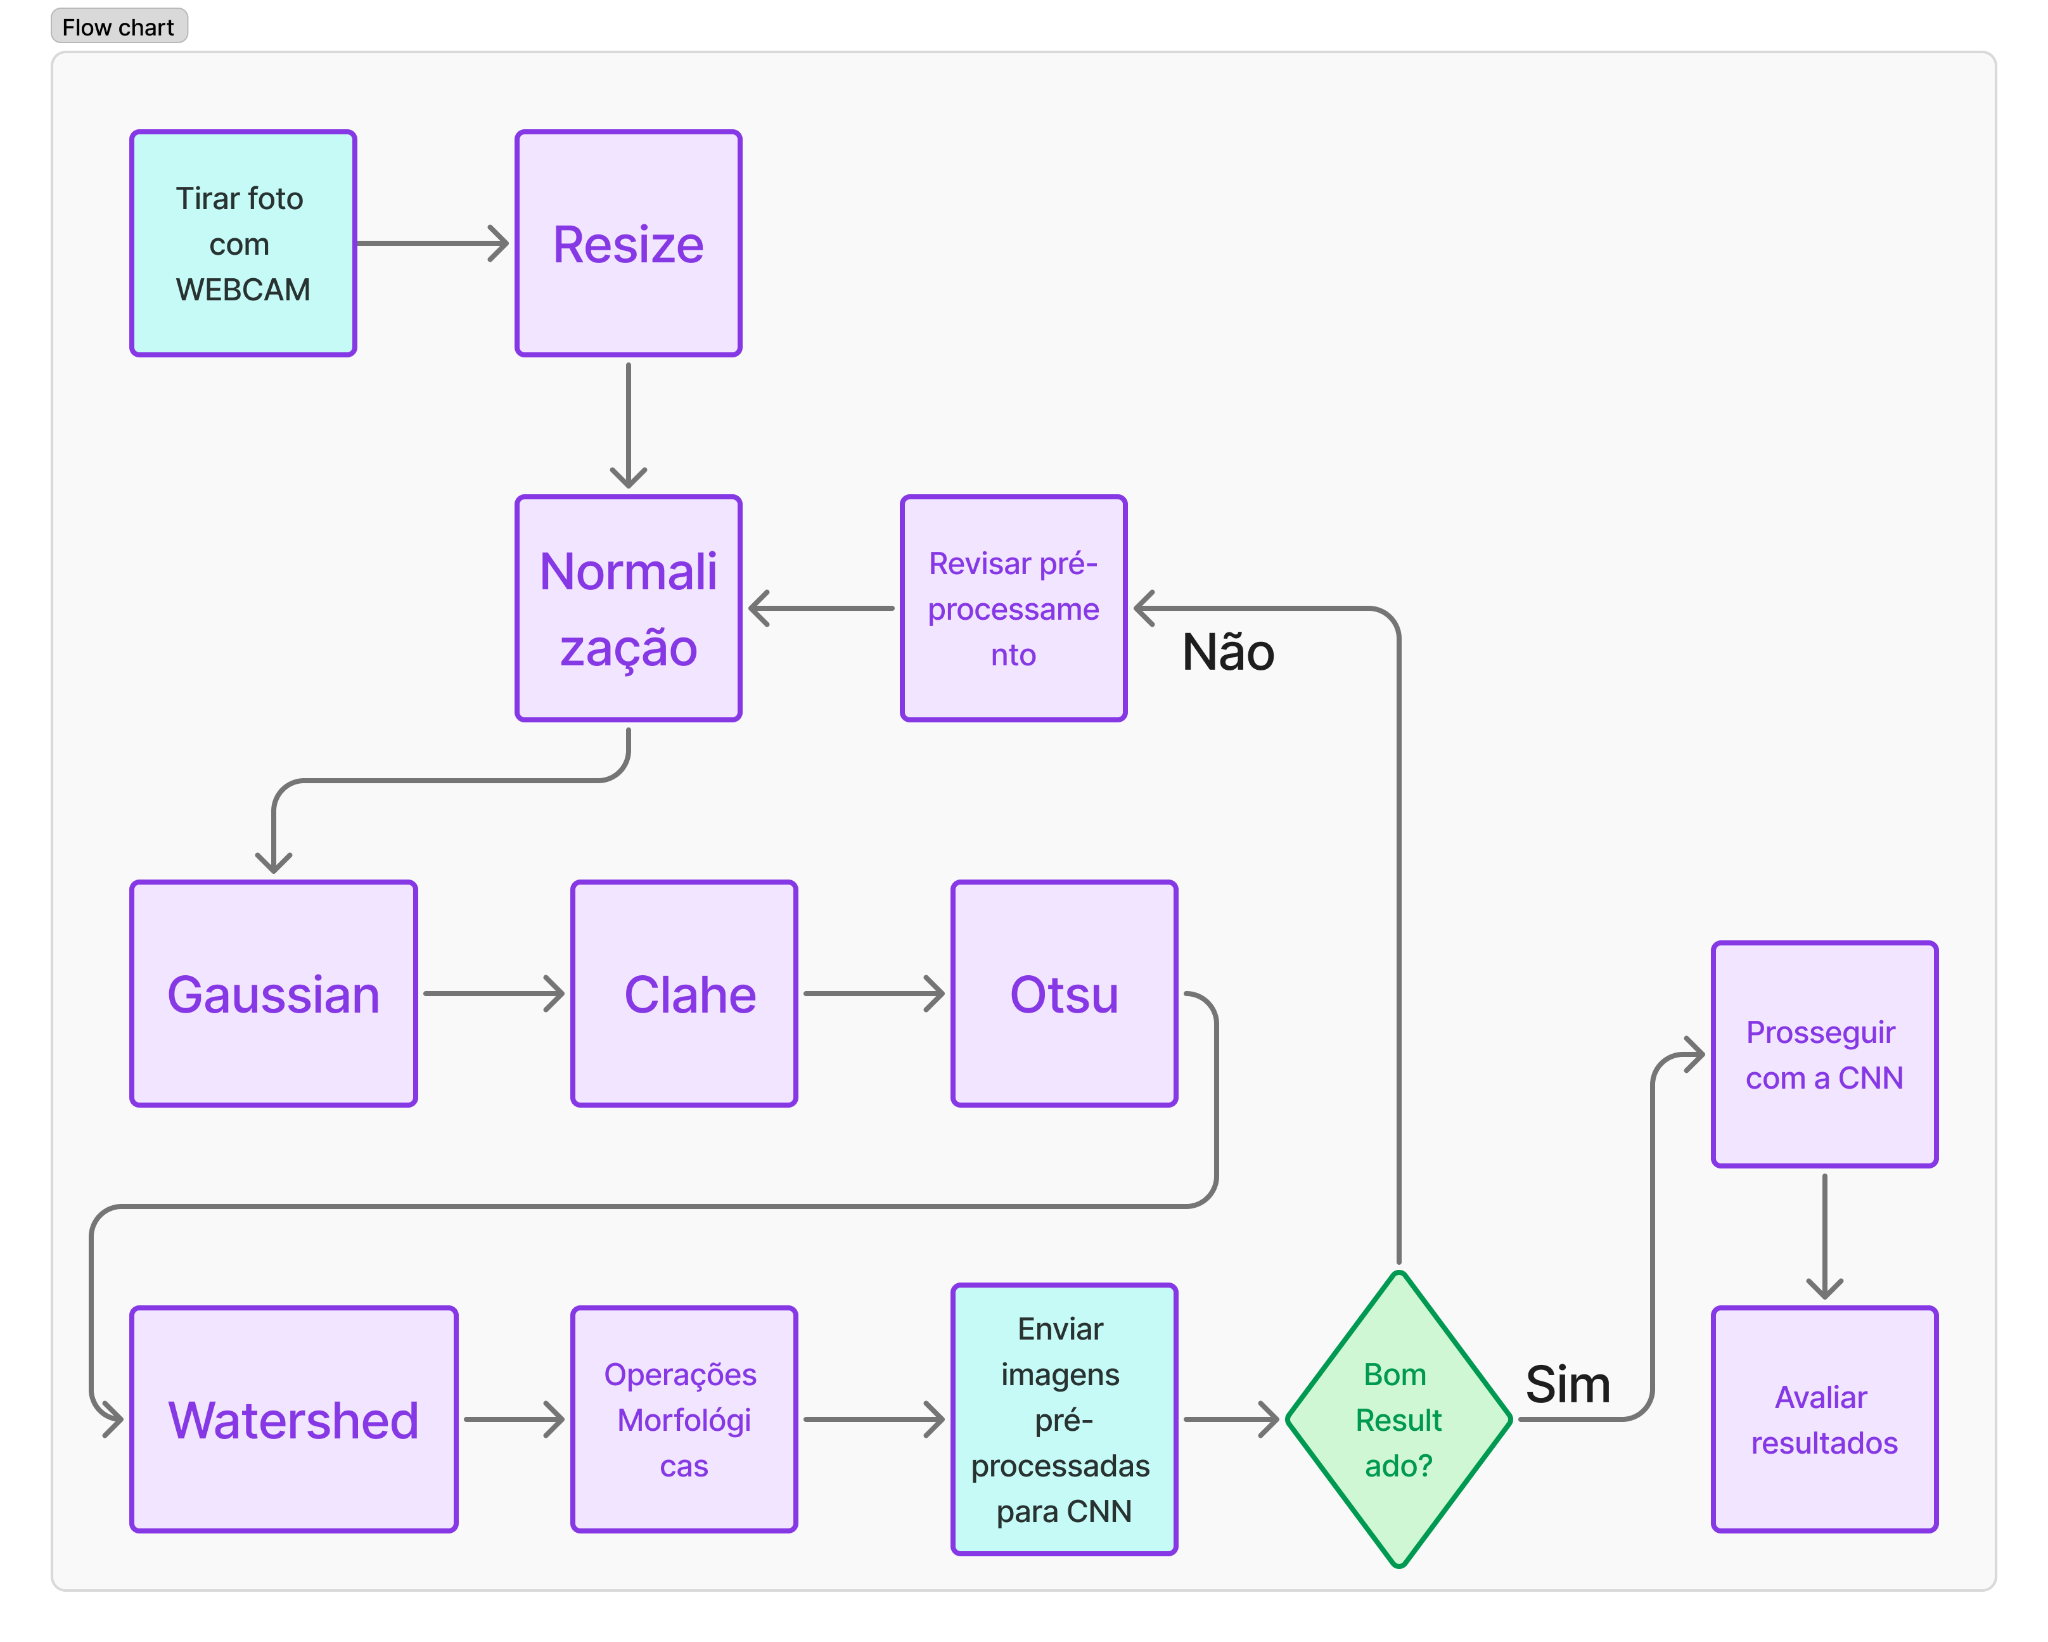 Flow chart
Tirar foto
com
WEBCAM
Resize
Normali
zação
Revisar pré-
processame
nto
Não
Gaussian
Clahe
Otsu
Prosseguir
com a CNN
Watershed
Operações
Morfológi
cas
Enviar
imagens
pré-
processadas
para CNN
Bom
Result
ado?
Sim
Avaliar
resultados